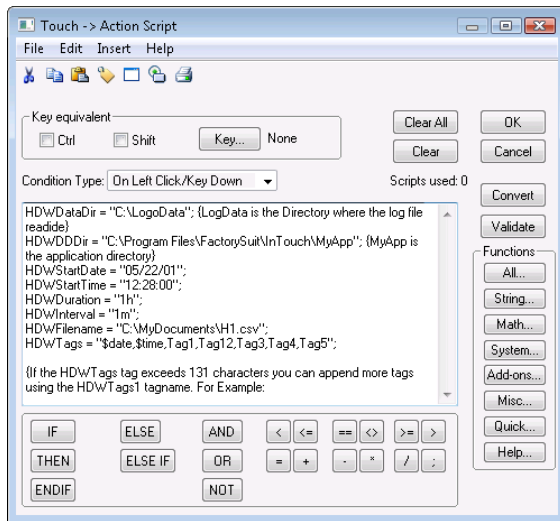 Touch -> Action Script
File Edit Insert Help
Key equivalent
Ctrl Shift Key... None
Clear All OK
Clear Cancel
Condition Type: On Left Click/Key Down Scripts used: 0
Convert
Validate
HDWDataDir = "C:\LogoData"; {LogData is the Directory where the log file
readide}
HDWDDDir = "C:\Program Files\FactorySuit\InTouch\MyApp"; {MyApp is
the application directory}
HDWStartDate = "05/22/01";
HDWStartTime = "12:28:00";
HDWDuration = "1h";
HDWInterval = "1m";
HDWFilename = "C:\MyDocuments\H1.csv";
HDWTags = "$date,$time,Tag1,Tag12,Tag3,Tag4,Tag5";
{If the HDWTags tag exceeds 131 characters you can append more tags
using the HDWTags1 tagname. For Example:
Functions
All...
String...
Math...
System...
Add-ons...
Misc...
Quick...
Help...
IF ELSE AND < <= == <> >= >
THEN ELSE IF OR = + - * / ;
ENDIF NOT